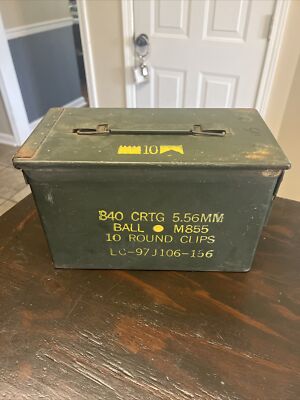 10
840 CRTG 5.56MM
BALL ● M855
10 ROUND CLIPS
LC-97J106-156